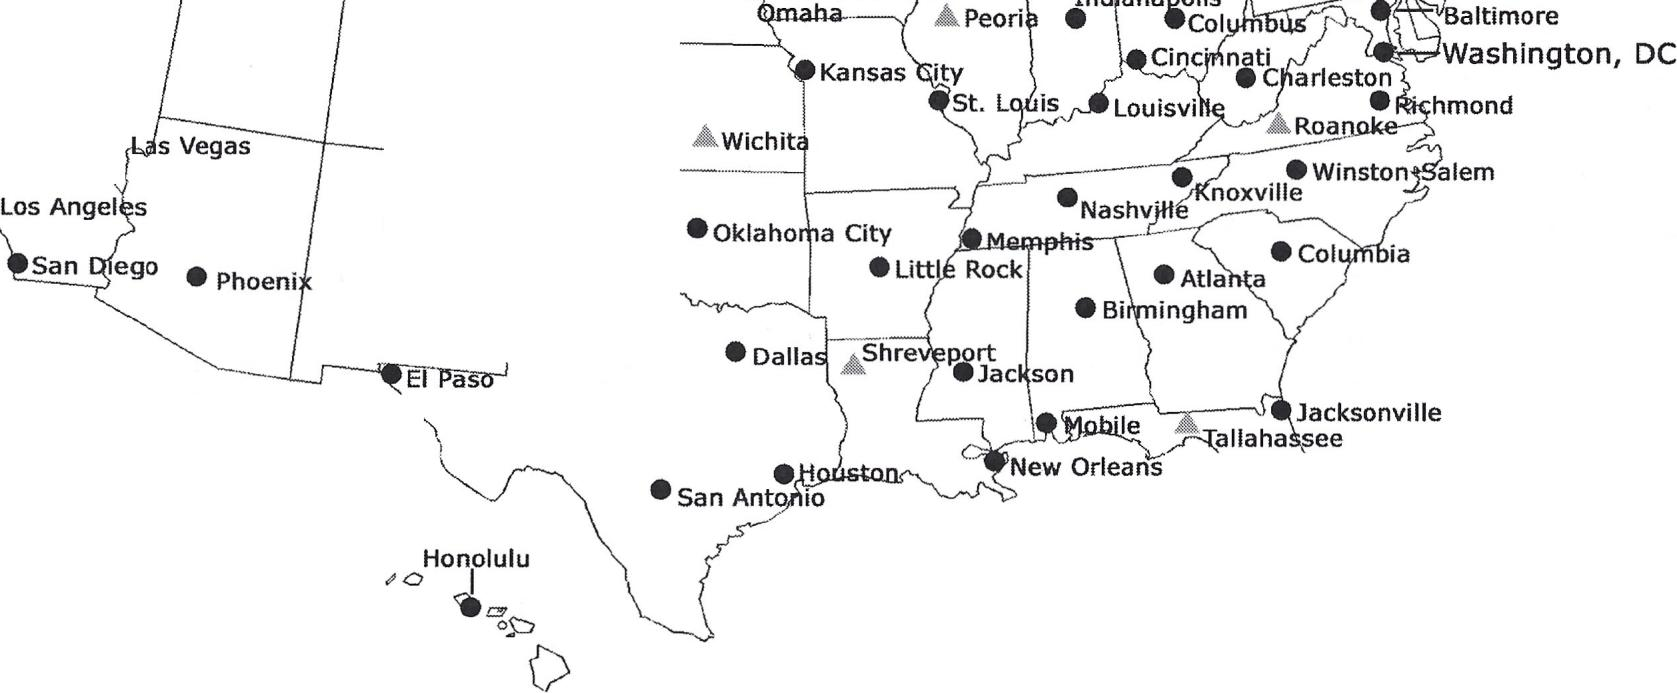 Indianapolis
Omaha
Peoria
Columbus
Baltimore
Cincinnati
Washington, DC
Kansas City
Charleston
St. Louis
Louisville
Richmond
Roanoke
Wichita
Las Vegas
Winston-Salem
Knoxville
Los Angeles
Nashville
Oklahoma City
Memphis
Columbia
San Diego
Little Rock
Phoenix
Atlanta
Birmingham
Shreveport
Dallas
Jackson
El Paso
Jacksonville
Mobile
Tallahassee
New Orleans
Houston
San Antonio
Honolulu